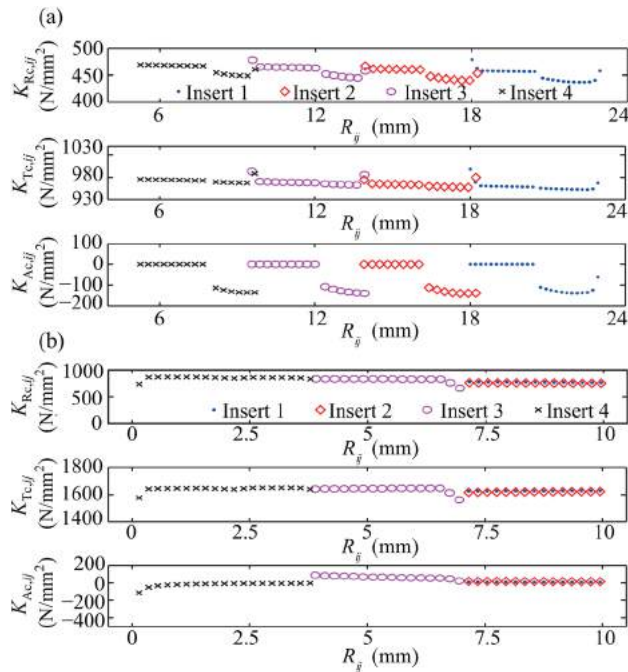 (a)
K_Rc,ij (N/mm²)
500
450
400
Insert 1 Insert 2 Insert 3 Insert 4
6 12 18 24
R_ij (mm)
K_Tc,ij (N/mm²)
1030
980
930
6 12 18 24
R_ij (mm)
K_Ac,ij (N/mm²)
100
0
−100
−200
6 12 18 24
R_ij (mm)
(b)
K_Rc,ij (N/mm²)
1000
500
0
Insert 1 Insert 2 Insert 3 Insert 4
0 2.5 5 7.5 10
R_ij (mm)
K_Tc,ij (N/mm²)
1800
1600
1400
0 2.5 5 7.5 10
R_ij (mm)
K_Ac,ij (N/mm²)
200
0
−200
−400
0 2.5 5 7.5 10
R_ij (mm)